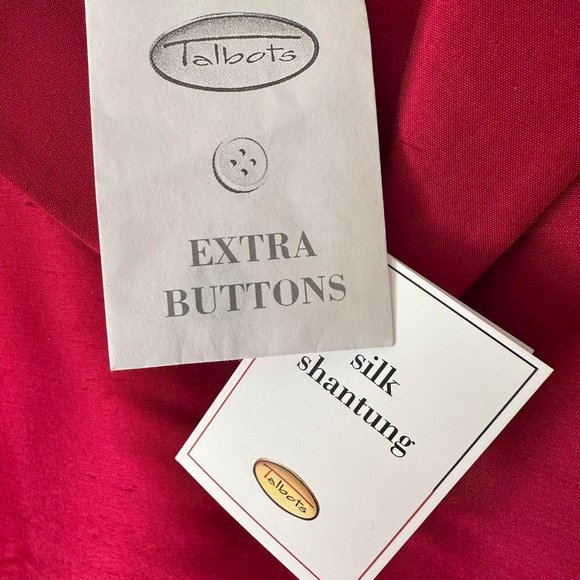 Talbots
EXTRA
BUTTONS
silk
shantung
Talbots